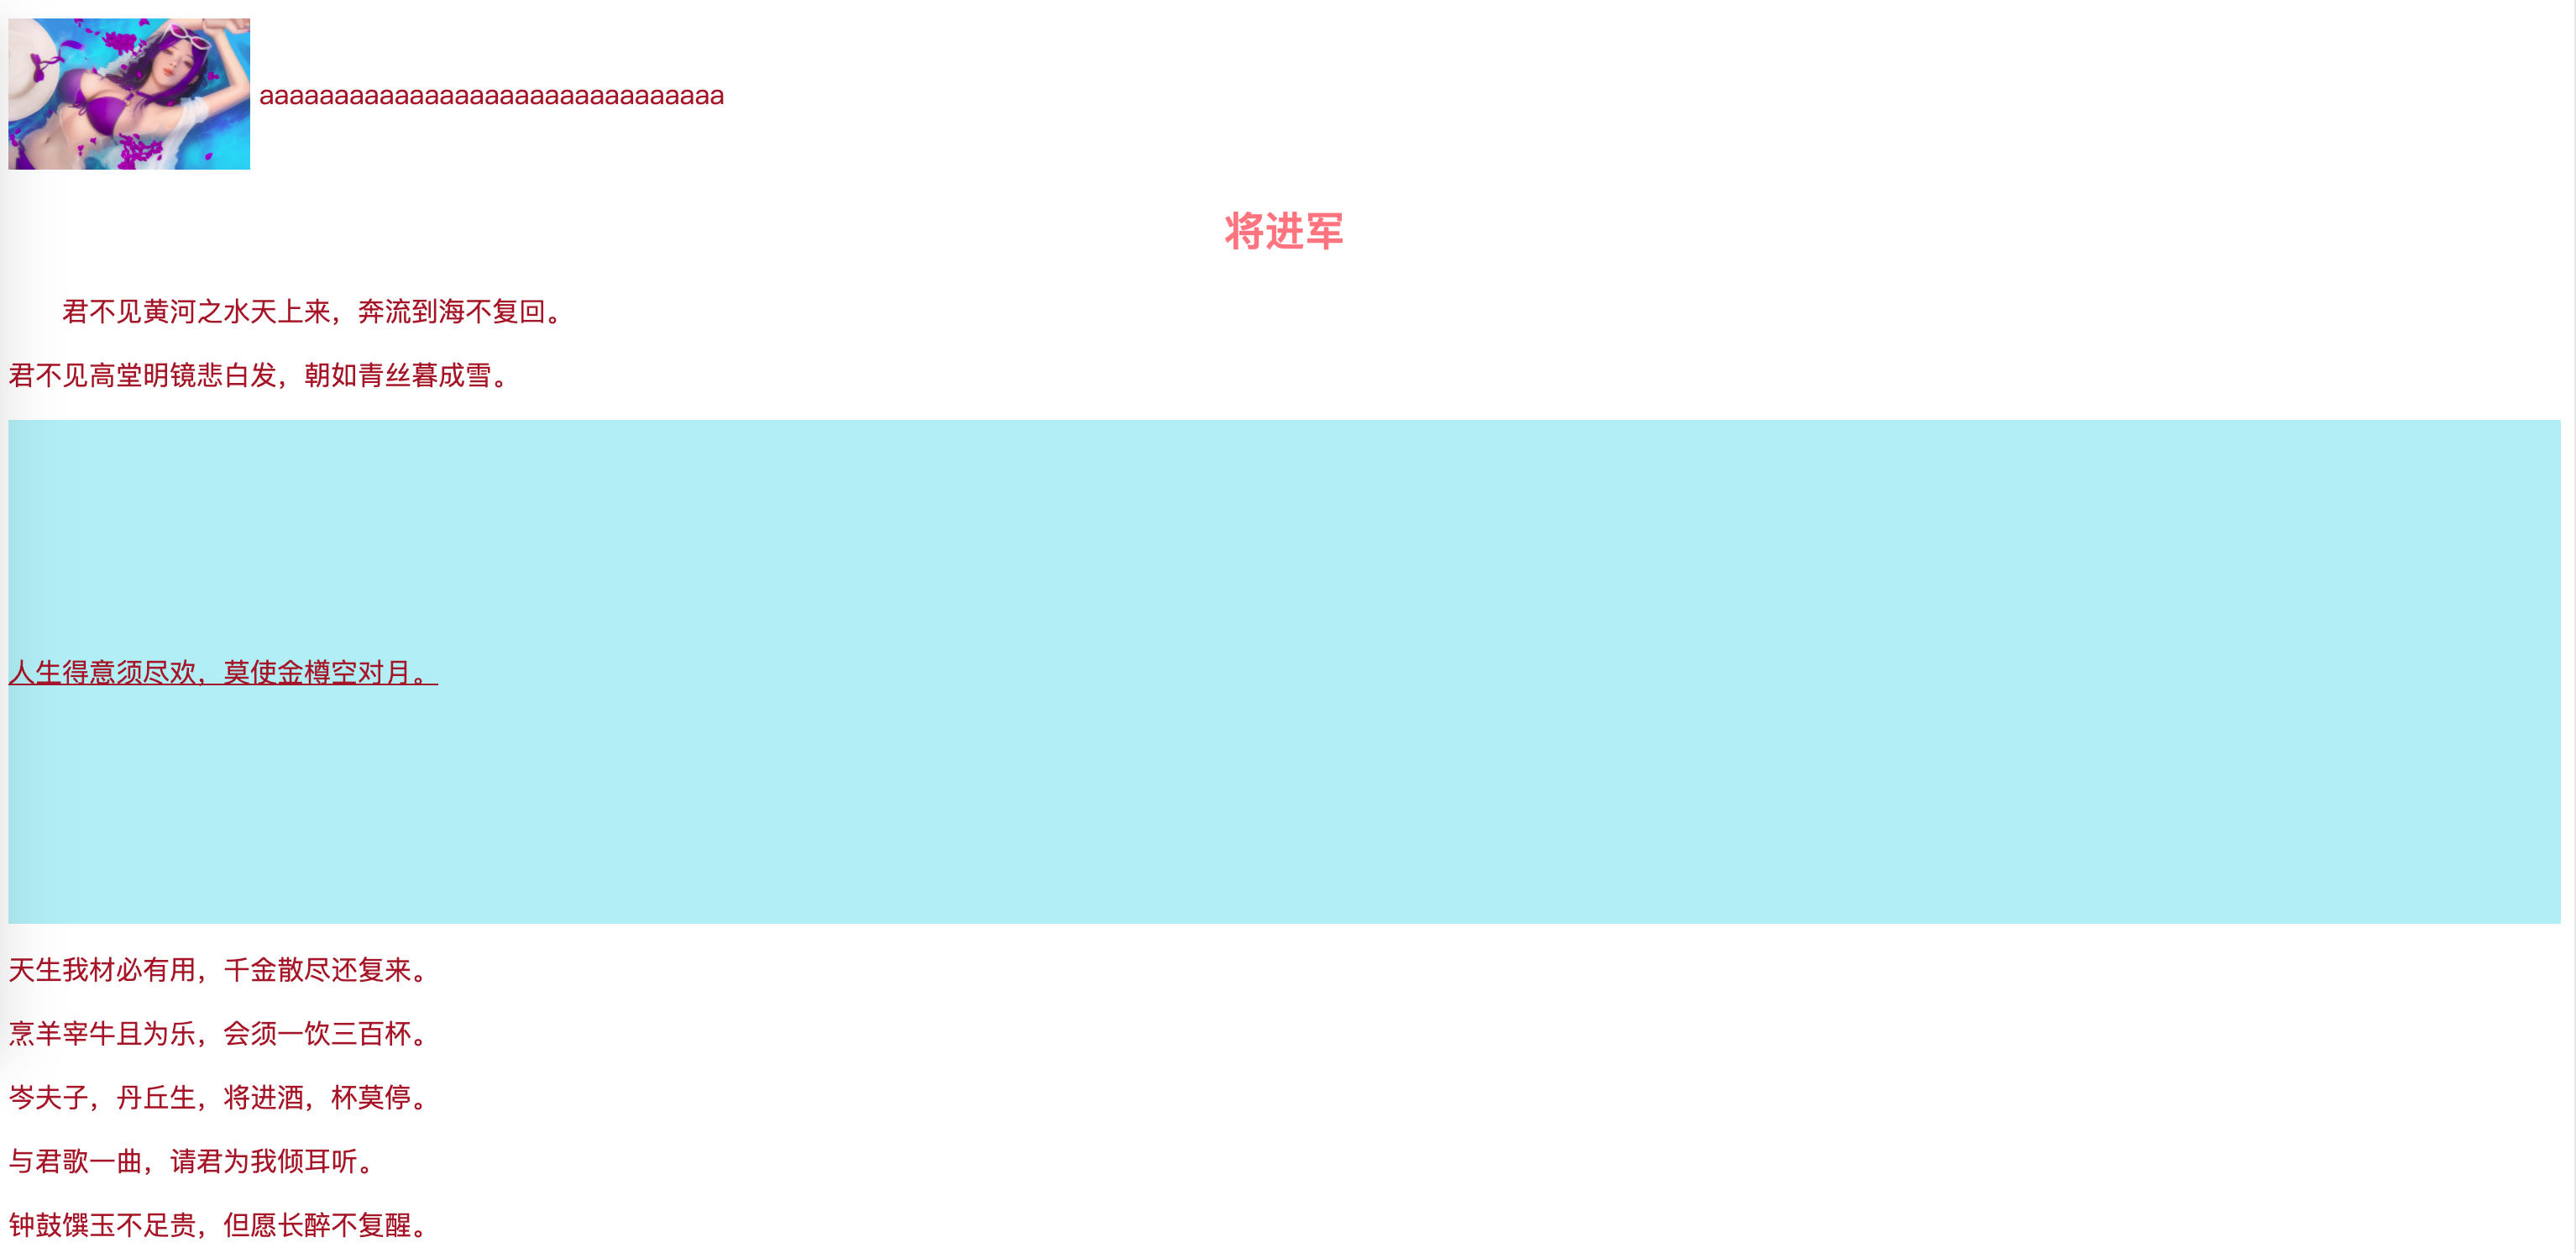 aaaaaaaaaaaaaaaaaaaaaaaaaaaaaaa
将进军
君不见黄河之水天上来，奔流到海不复回。
君不见高堂明镜悲白发，朝如青丝暮成雪。
人生得意须尽欢，莫使金樽空对月。
天生我材必有用，千金散尽还复来。
烹羊宰牛且为乐，会须一饮三百杯。
岑夫子，丹丘生，将进酒，杯莫停。
与君歌一曲，请君为我倾耳听。
钟鼓馔玉不足贵，但愿长醉不复醒。